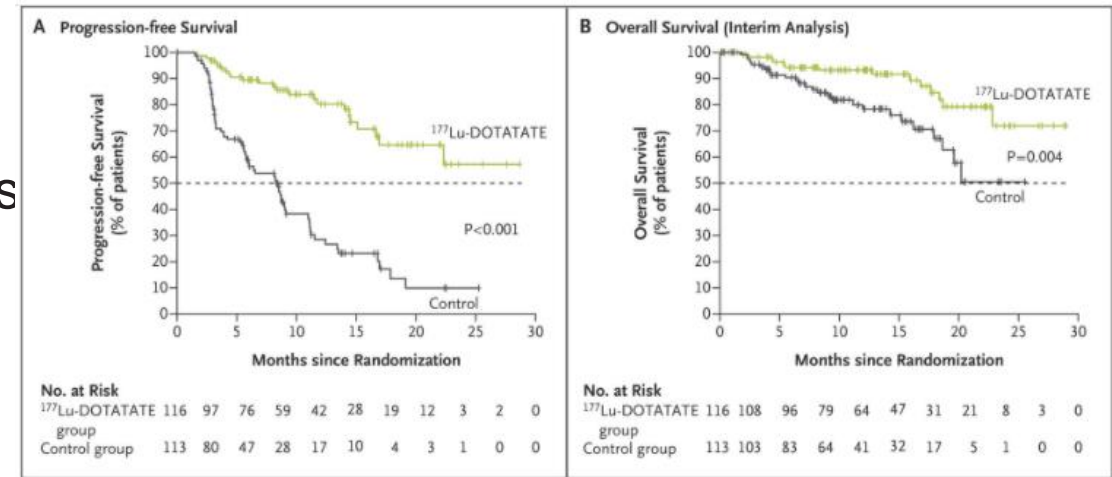 s
A Progression-free Survival
100
90
80
70
60
50
40
30
20
10
0
Progression-free Survival
(% of patients)
¹⁷⁷Lu-DOTATATE
P<0.001
Control
0 5 10 15 20 25 30
Months since Randomization
No. at Risk
¹⁷⁷Lu-DOTATATE 116 97 76 59 42 28 19 12 3 2 0
group
Control group 113 80 47 28 17 10 4 3 1 0 0
B Overall Survival (Interim Analysis)
100
90
80
70
60
50
40
30
20
10
0
Overall Survival
(% of patients)
¹⁷⁷Lu-DOTATATE
P=0.004
Control
0 5 10 15 20 25 30
Months since Randomization
No. at Risk
¹⁷⁷Lu-DOTATATE 116 108 96 79 64 47 31 21 8 3 0
group
Control group 113 103 83 64 41 32 17 5 1 0 0